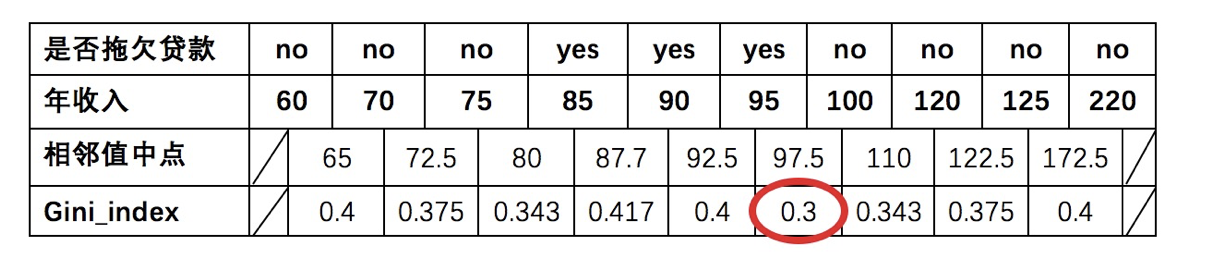 是否拖欠贷款 no no no yes yes yes no no no no
年收入 60 70 75 85 90 95 100 120 125 220
相邻值中点 65 72.5 80 87.7 92.5 97.5 110 122.5 172.5
Gini_index 0.4 0.375 0.343 0.417 0.4 0.3 0.343 0.375 0.4